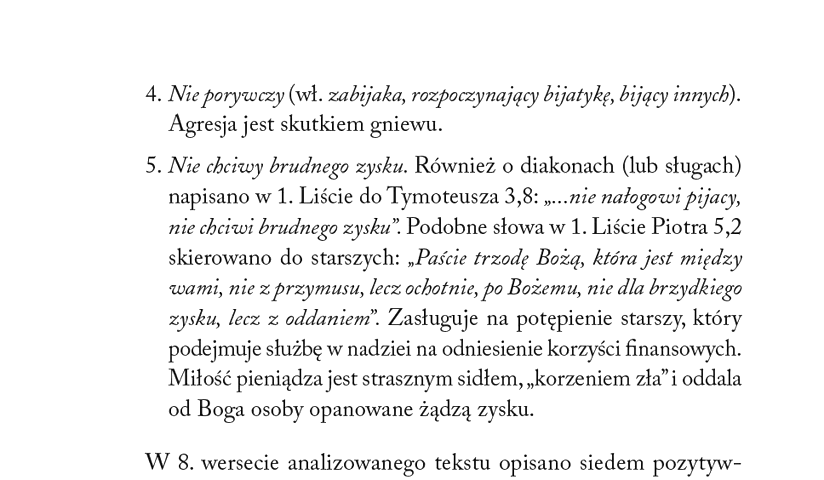 4. Nie porywczy (wł. zabijaka, rozpoczynający bijatykę, bijący innych).
Agresja jest skutkiem gniewu.
5. Nie chciwy brudnego zysku. Również o diakonach (lub sługach)
napisano w 1. Liście do Tymoteusza 3,8: „...nie nałogowi pijacy,
nie chciwi brudnego zysku”. Podobne słowa w 1. Liście Piotra 5,2
skierowano do starszych: „Paście trzodę Bożą, która jest między
wami, nie z przymusu, lecz ochotnie, po Bożemu, nie dla brzydkiego
zysku, lecz z oddaniem”. Zasługuje na potępienie starszy, który
podejmuje służbę w nadziei na odniesienie korzyści finansowych.
Miłość pieniądza jest strasznym sidłem, „korzeniem zła” i oddala
od Boga osoby opanowane żądzą zysku.
W 8. wersecie analizowanego tekstu opisano siedem pozytyw-